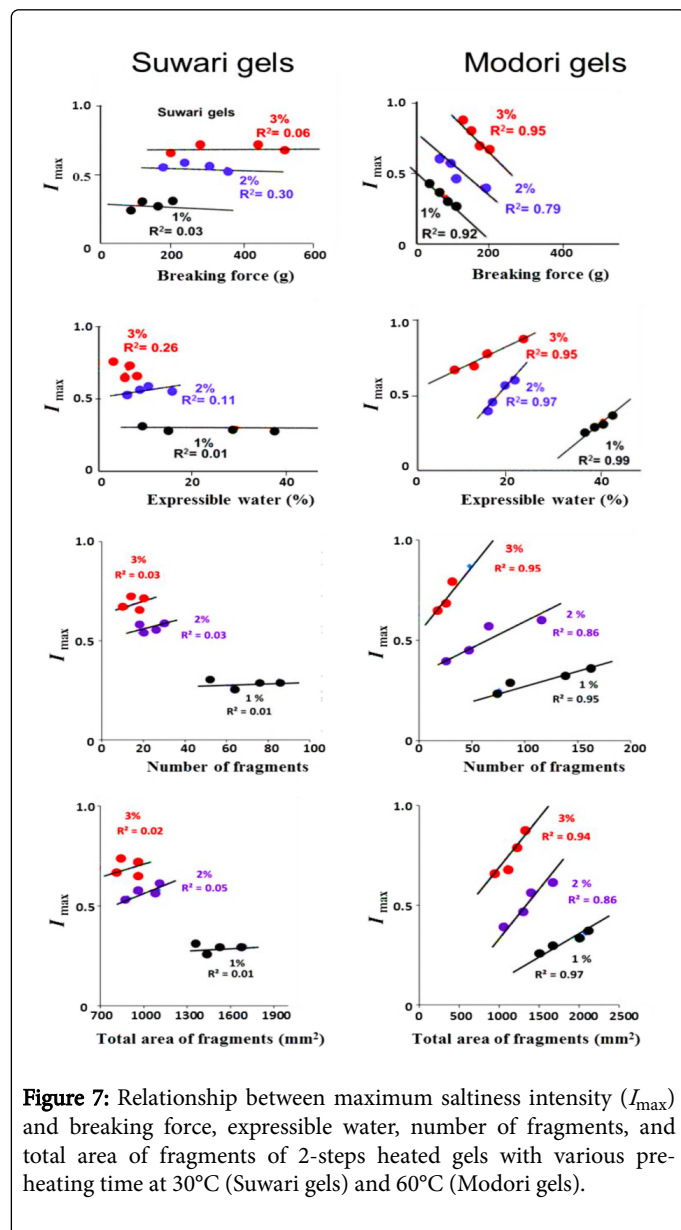 Suwari gels
Modori gels
1.0
0.5
0
I max
Suwari gels
3%
R²= 0.06
2%
R²= 0.30
1%
R²= 0.03
0 200 400 600
Breaking force (g)
1.0
0.5
0
I max
3%
R²= 0.95
2%
R²= 0.79
1%
R²= 0.92
0 200 400
Breaking force (g)
1.0
0.5
0
I max
3%
R²= 0.26
2%
R²= 0.11
1%
R²= 0.01
0 15 30 45
Expressible water (%)
1.0
0.5
0
I max
3%
R²= 0.95
2%
R²= 0.97
1%
R²= 0.99
0 20 40
Expressible water (%)
1.0
0.5
0
I max
3%
R² = 0.03
2%
R² = 0.03
1 %
R² = 0.01
0 20 40 60 80 100
Number of fragments
1.0
0.5
0
I max
3%
R² = 0.95
2 %
R² = 0.86
1 %
R² = 0.95
0 50 100 150 200
Number of fragments
1.0
0.5
0
I max
3%
R² = 0.02
2%
R² = 0.05
1%
R² = 0.01
700 1000 1300 1600 1900
Total area of fragments (mm²)
1.0
0.5
0
I max
3%
R² = 0.94
2 %
R² = 0.86
1 %
R² = 0.97
0 500 1000 1500 2000 2500
Total area of fragments (mm²)
Figure 7: Relationship between maximum saltiness intensity (Imax)
and breaking force, expressible water, number of fragments, and
total area of fragments of 2-steps heated gels with various pre-
heating time at 30°C (Suwari gels) and 60°C (Modori gels).